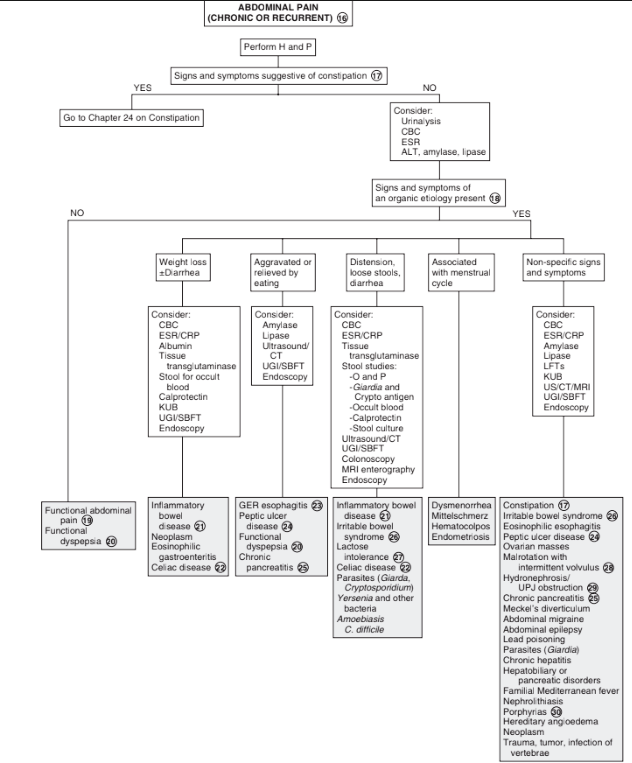 ABDOMINAL PAIN
(CHRONIC OR RECURRENT) 16
Perform H and P
Signs and symptoms suggestive of constipation 17
YES
NO
Go to Chapter 24 on Constipation
Consider:
Urinalysis
CBC
ESR
ALT, amylase, lipase
Signs and symptoms of
an organic etiology present 18
NO
YES
Weight loss
±Diarrhea
Aggravated or
relieved by
eating
Distension,
loose stools,
diarrhea
Associated
with menstrual
cycle
Non-specific signs
and symptoms
Consider:
CBC
ESR/CRP
Albumin
Tissue
transglutaminase
Stool for occult
blood
Calprotectin
KUB
UGI/SBFT
Endoscopy
Consider:
Amylase
Lipase
Ultrasound/
CT
UGI/SBFT
Endoscopy
Consider:
CBC
ESR/CRP
Tissue
transglutaminase
Stool studies:
-O and P
-Giardia and
Crypto antigen
-Occult blood
-Calprotectin
-Stool culture
Ultrasound/CT
UGI/SBFT
Colonoscopy
MRI enterography
Endoscopy
Consider:
CBC
ESR/CRP
Amylase
Lipase
LFTs
KUB
US/CT/MRI
UGI/SBFT
Endoscopy
Functional abdominal
pain 19
Functional
dyspepsia 20
Inflammatory
bowel
disease 21
Neoplasm
Eosinophilic
gastroenteritis
Celiac disease 22
GER esophagitis 23
Peptic ulcer
disease 24
Functional
dyspepsia 20
Chronic
pancreatitis 25
Inflammatory bowel
disease 21
Irritable bowel
syndrome 26
Lactose
intolerance 27
Celiac disease 22
Parasites (Giarda,
Cryptosporidium)
Yersenia and other
bacteria
Amoebiasis
C. difficile
Dysmenorrhea
Mittelschmerz
Hematocolpos
Endometriosis
Constipation 17
Irritable bowel syndrome 26
Eosinophilic esophagitis
Peptic ulcer disease 24
Ovarian masses
Malrotation with
intermittent volvulus 28
Hydronephrosis/
UPJ obstruction 29
Chronic pancreatitis 25
Meckel's diverticulum
Abdominal migraine
Abdominal epilepsy
Lead poisoning
Parasites (Giardia)
Chronic hepatitis
Hepatobiliary or
pancreatic disorders
Familial Mediterranean fever
Nephrolithiasis
Porphyrias 30
Hereditary angioedema
Neoplasm
Trauma, tumor, infection of
vertebrae